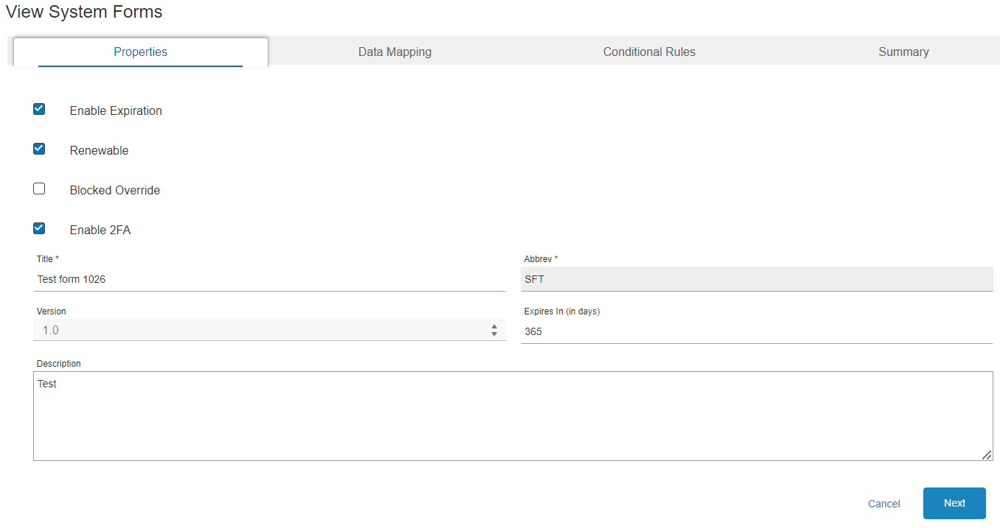 View System Forms
Properties Data Mapping Conditional Rules Summary
Enable Expiration
Renewable
Blocked Override
Enable 2FA
Title * Abbrev *
Test form 1026 SFT
Version Expires In (in days)
1.0 365
Description
Test
Cancel Next